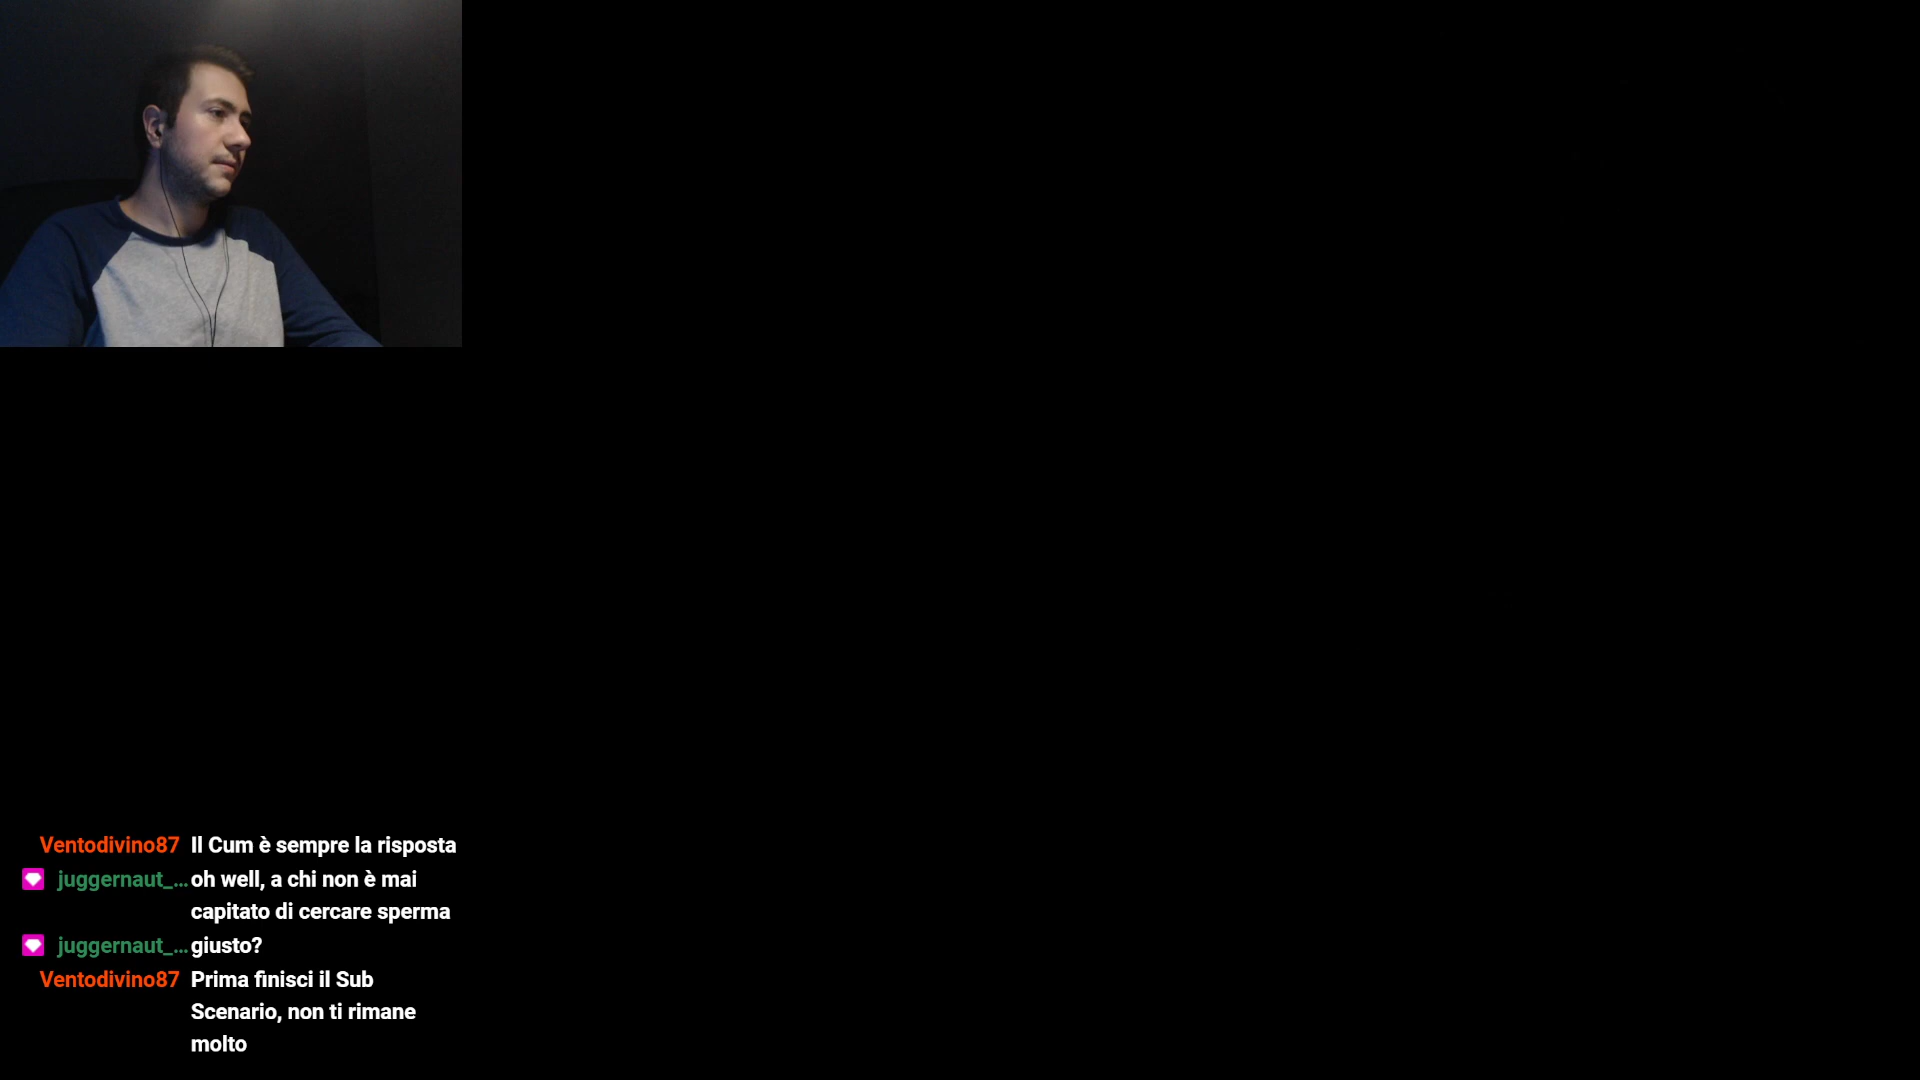 Ventodivino87 Il Cum è sempre la risposta
juggernaut_... oh well, a chi non è mai
capitato di cercare sperma
juggernaut_... giusto?
Ventodivino87 Prima finisci il Sub
Scenario, non ti rimane
molto